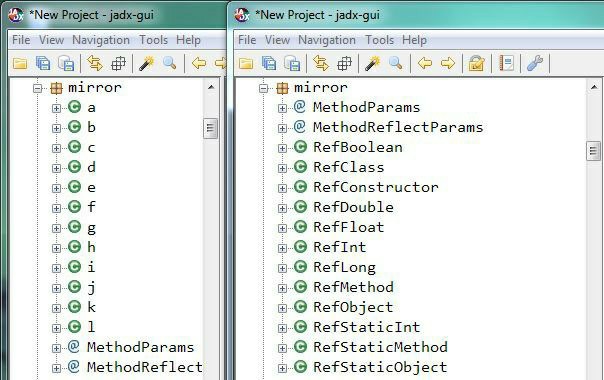 *New Project - jadx-gui
File View Navigation Tools Help
mirror
a
b
c
d
e
f
g
h
i
j
k
l
@ MethodParams
@ MethodReflect
*New Project - jadx-gui
File View Navigation Tools Help
mirror
@ MethodParams
@ MethodReflectParams
RefBoolean
RefClass
RefConstructor
RefDouble
RefFloat
RefInt
RefLong
RefMethod
RefObject
RefStaticInt
RefStaticMethod
RefStaticObject